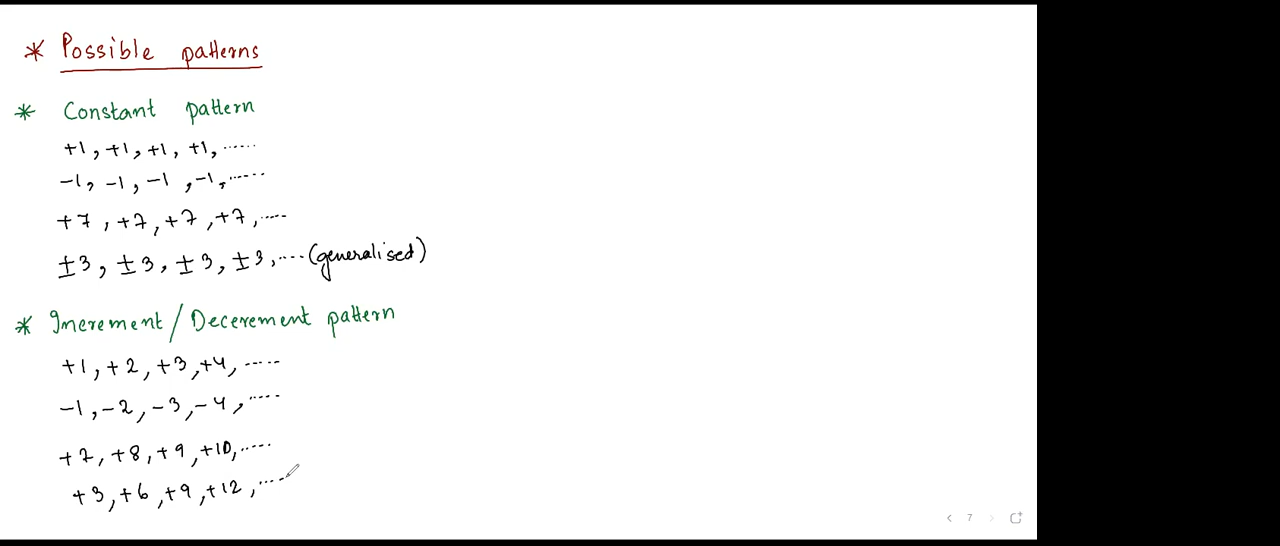 * Possible patterns
* Constant pattern
+1, +1, +1, +1, ......
-1, -1, -1, -1, ......
+7, +7, +7, +7, .....
±3, ±3, ±3, ±3, .... (generalised)
* Increment / Decerement pattern
+1, +2, +3, +4, .....
-1, -2, -3, -4, .....
+7, +8, +9, +10, .....
+3, +6, +9, +12, .....
< 7 >